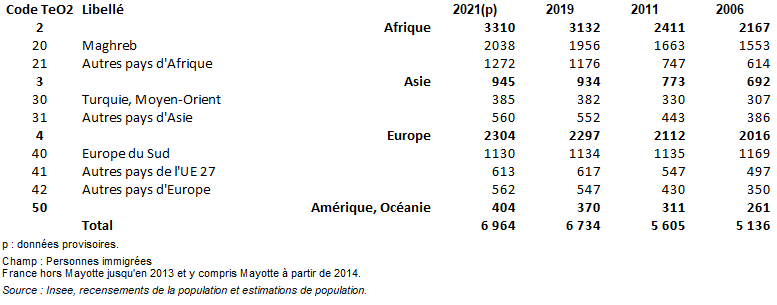 Code TeO2 Libellé 2021(p) 2019 2011 2006
2 Afrique 3310 3132 2411 2167
20 Maghreb 2038 1956 1663 1553
21 Autres pays d'Afrique 1272 1176 747 614
3 Asie 945 934 773 692
30 Turquie, Moyen-Orient 385 382 330 307
31 Autres pays d'Asie 560 552 443 386
4 Europe 2304 2297 2112 2016
40 Europe du Sud 1130 1134 1135 1169
41 Autres pays de l'UE 27 613 617 547 497
42 Autres pays d'Europe 562 547 430 350
50 Amérique, Océanie 404 370 311 261
Total 6 964 6 734 5 605 5 136
p : données provisoires.
Champ : Personnes immigrées
France hors Mayotte jusqu'en 2013 et y compris Mayotte à partir de 2014.
Source : Insee, recensements de la population et estimations de population.